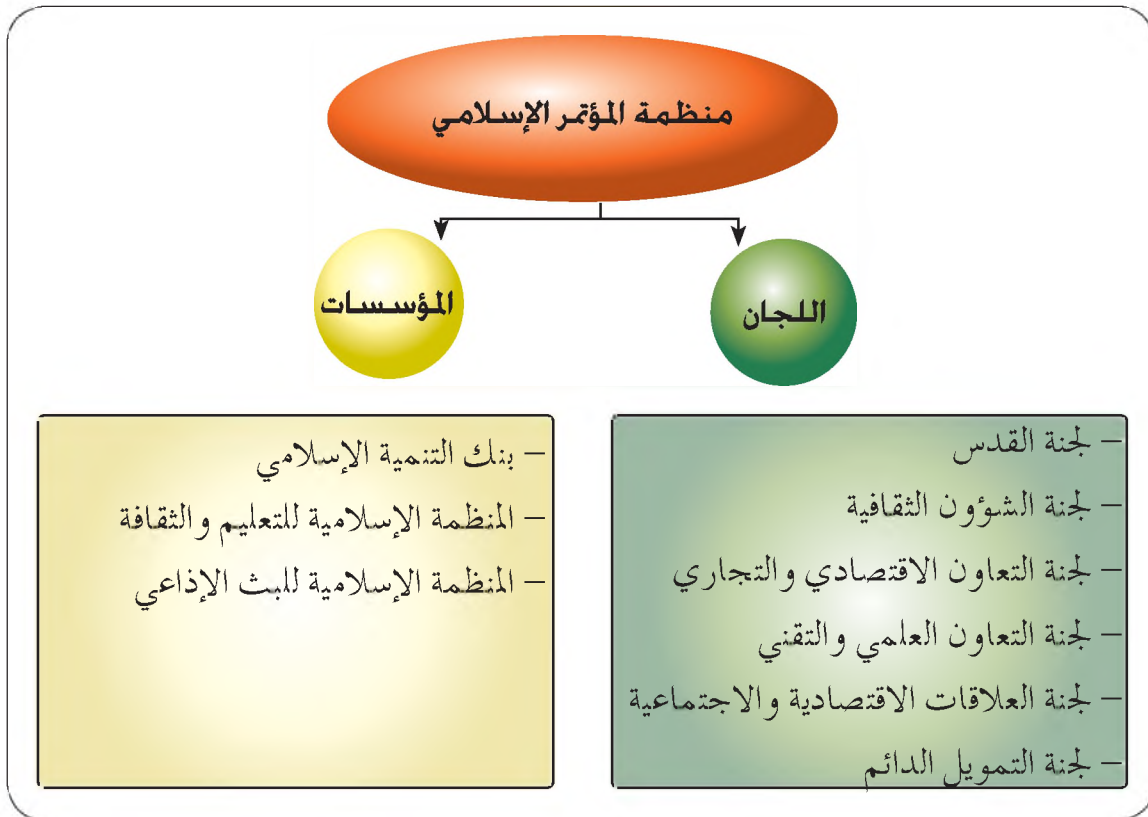 منظمة المؤتمر الإسلامي
اللجان
المؤسسات
– لجنة القدس
– لجنة الشؤون الثقافية
– لجنة التعاون الاقتصادي والتجاري
– لجنة التعاون العلمي والتقني
– لجنة العلاقات الاقتصادية والاجتماعية
– لجنة التمويل الدائم
– بنك التنمية الإسلامي
– المنظمة الإسلامية للتعليم والثقافة
– المنظمة الإسلامية للبث الإذاعي